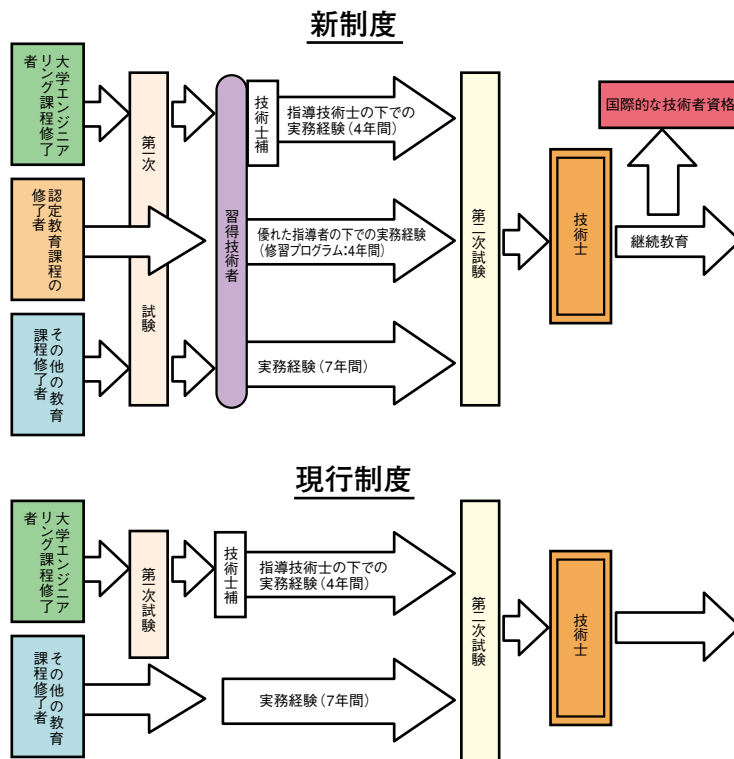 新制度
大学エンジニア
リング課程修了
者
第一次
試験
技術士補
指導技術士の下での
実務経験(4年間)
国際的な技術者資格
認定教育課程の
修了者
習得技術者
優れた指導者の下での実務経験
(修習プログラム:4年間)
第二次試験
技術士
継続教育
その他の教育
課程修了者
実務経験(7年間)
現行制度
大学エンジニア
リング課程修了
者
第一次試験
技術士補
指導技術士の下での
実務経験(4年間)
第二次試験
技術士
その他の教育
課程修了者
実務経験(7年間)